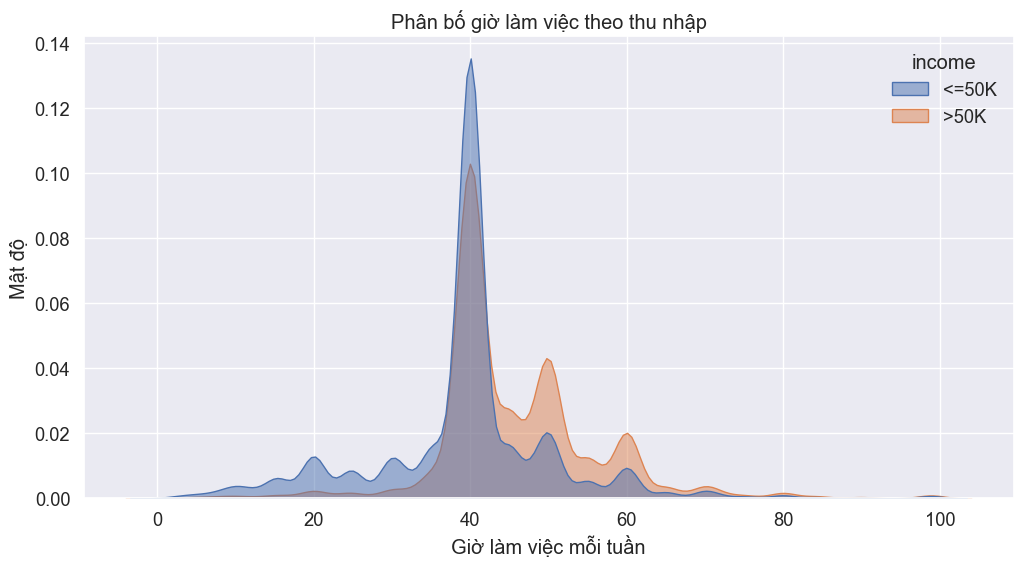 Phân bố giờ làm việc theo thu nhập
income
<=50K
>50K
0.14
0.12
0.10
0.08
0.06
0.04
0.02
0.00
Mật độ
0 20 40 60 80 100
Giờ làm việc mỗi tuần